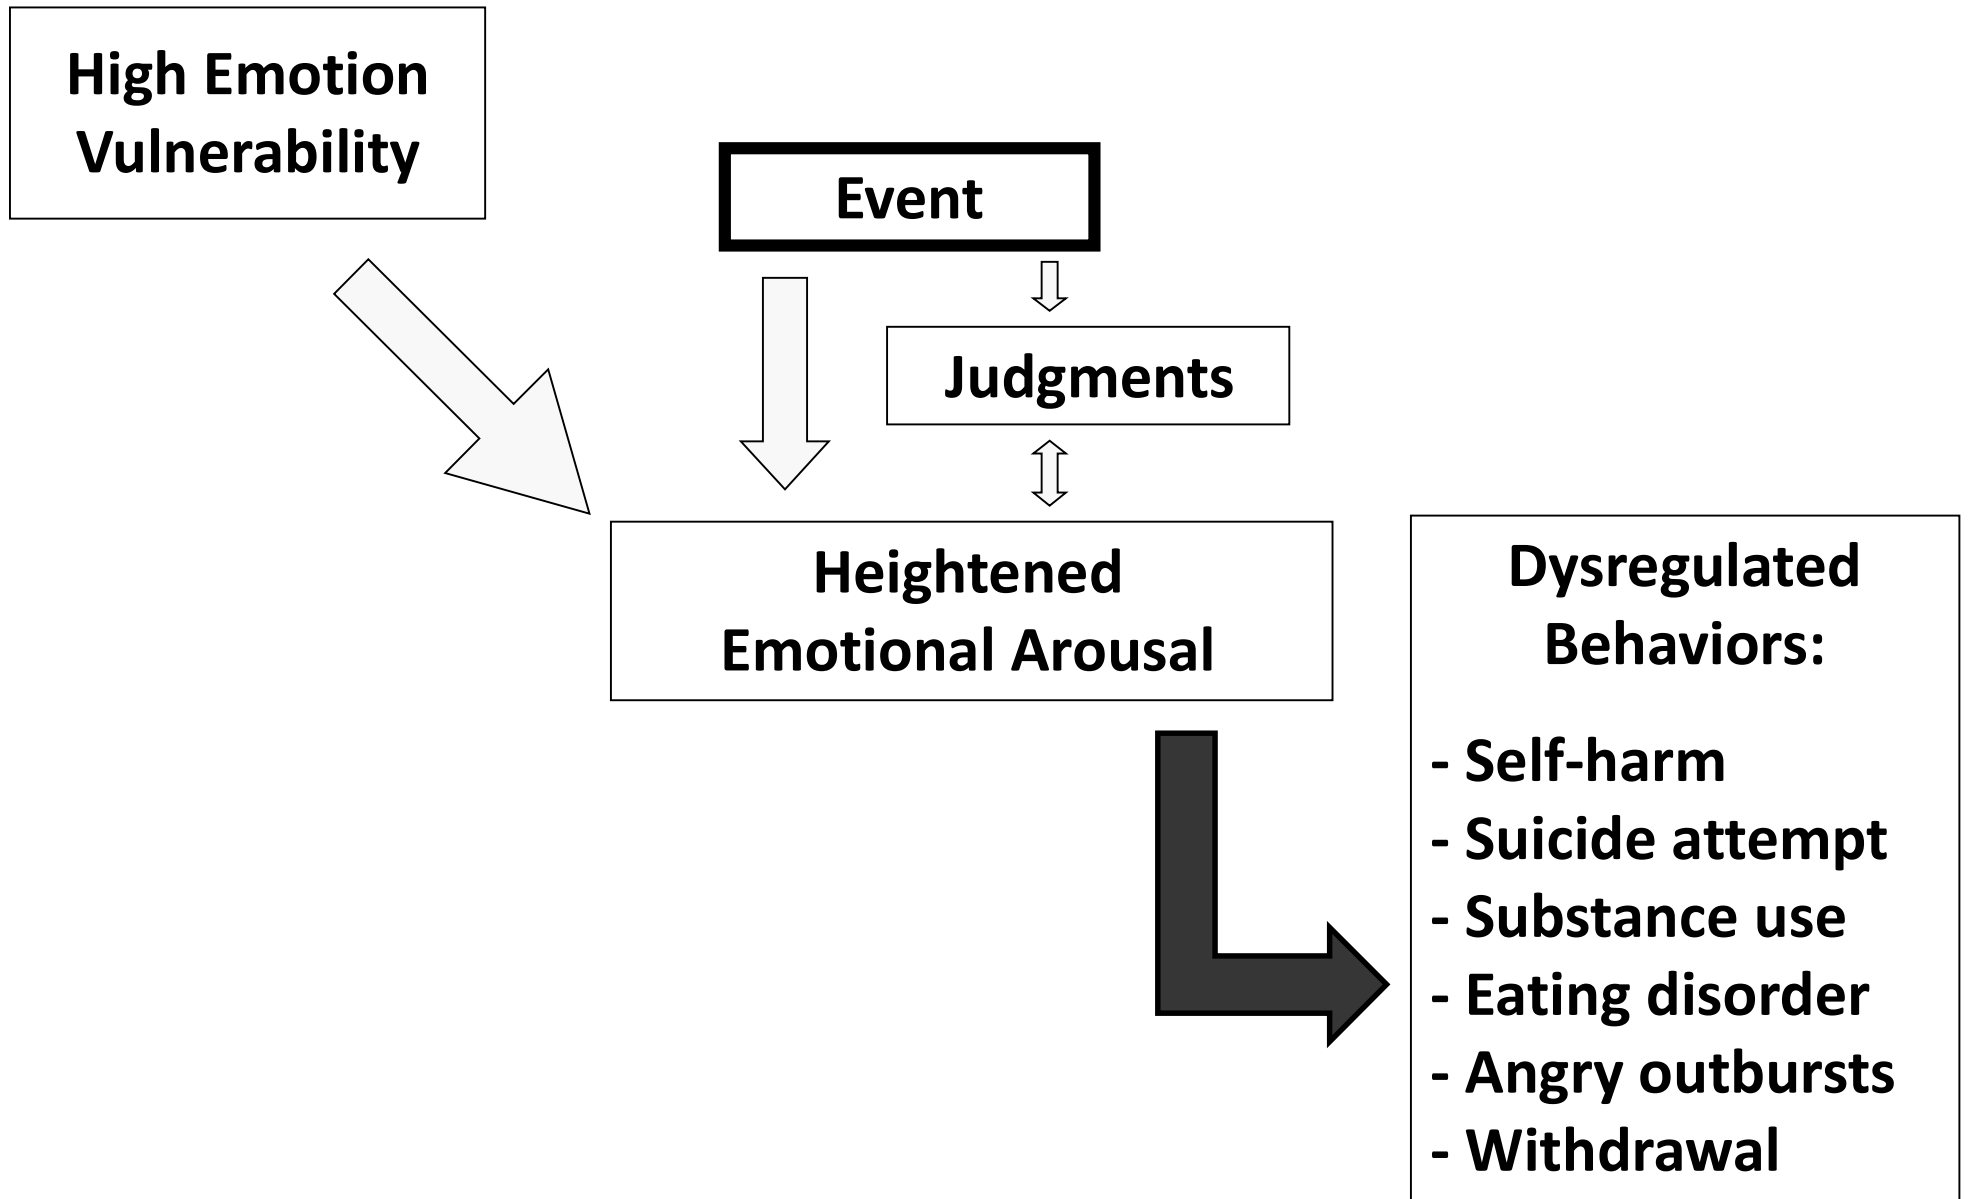 High Emotion
Vulnerability
Event
Judgments
Heightened
Emotional Arousal
Dysregulated
Behaviors:
- Self-harm
- Suicide attempt
- Substance use
- Eating disorder
- Angry outbursts
- Withdrawal